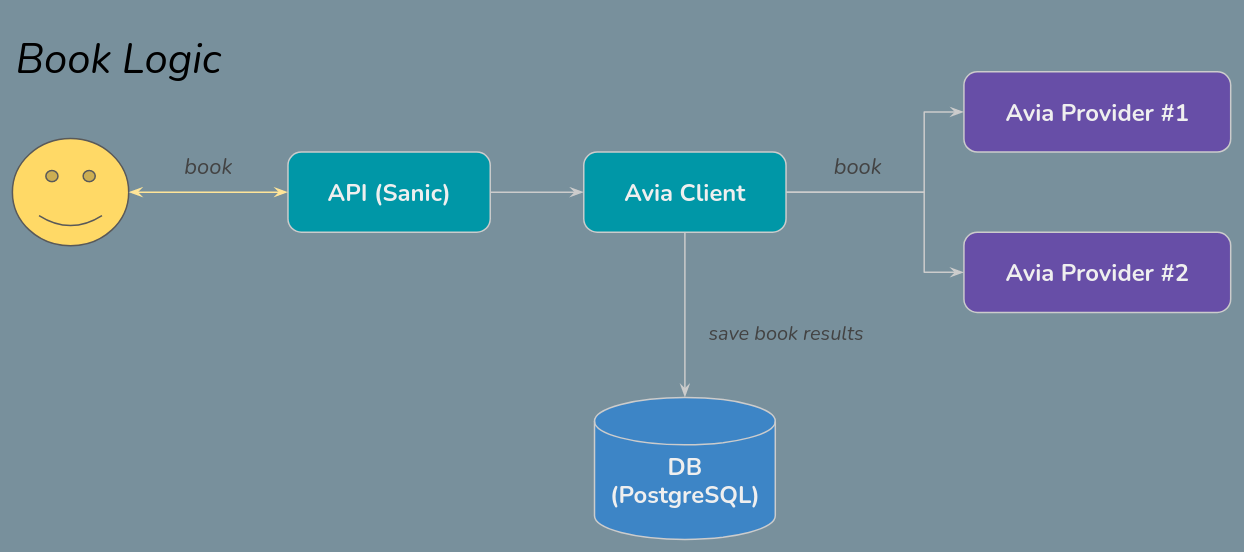 Book Logic
book
API (Sanic)
Avia Client
book
Avia Provider #1
Avia Provider #2
save book results
DB
(PostgreSQL)